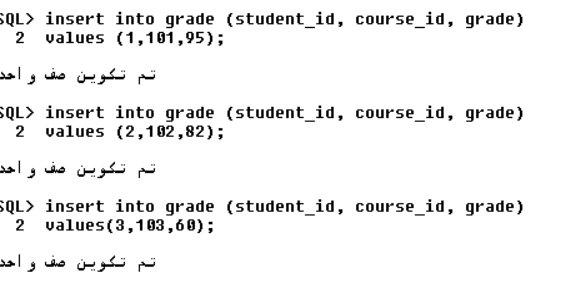 SQL> insert into grade (student_id, course_id, grade)
2 values (1,101,95);
تم تكوين صف واحد
SQL> insert into grade (student_id, course_id, grade)
2 values (2,102,82);
تم تكوين صف واحد
SQL> insert into grade (student_id, course_id, grade)
2 values(3,103,60);
تم تكوين صف واحد